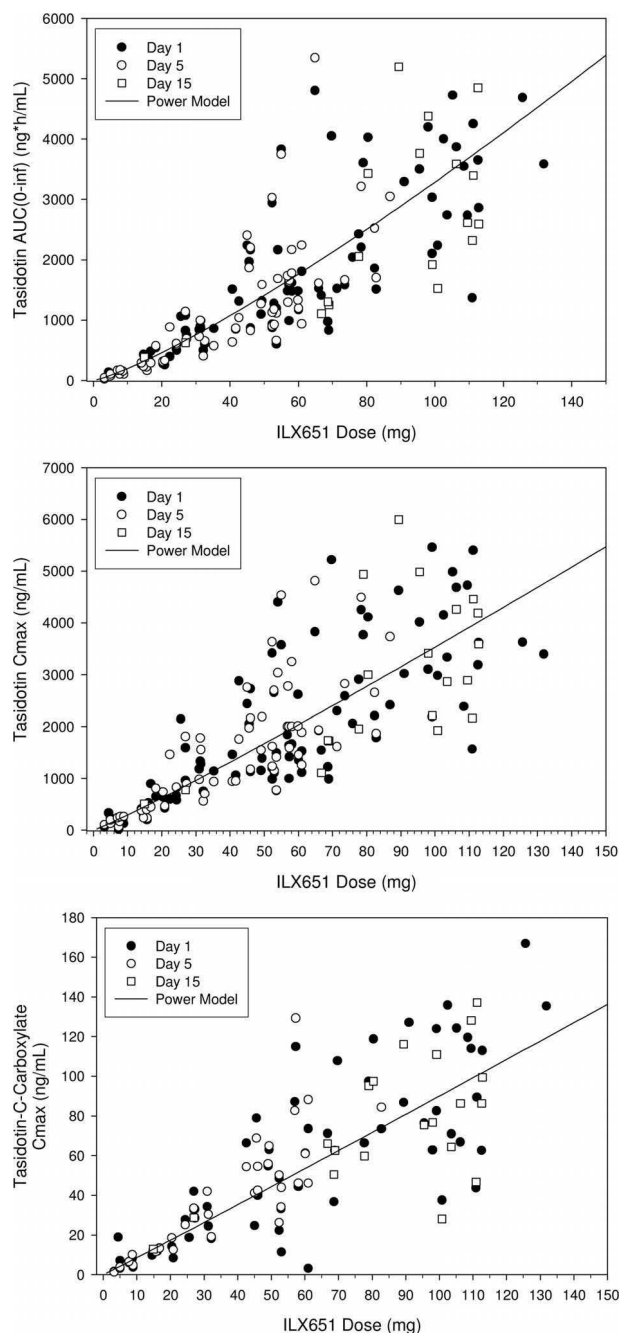 Tasidotin AUC(0-inf) (ng*h/mL)
6000
5000
4000
3000
2000
1000
0
Day 1
Day 5
Day 15
Power Model
0 20 40 60 80 100 120 140
ILX651 Dose (mg)
Tasidotin Cmax (ng/mL)
7000
6000
5000
4000
3000
2000
1000
0
Day 1
Day 5
Day 15
Power Model
0 10 20 30 40 50 60 70 80 90 100 110 120 130 140 150
ILX651 Dose (mg)
Tasidotin-C-Carboxylate
Cmax (ng/mL)
180
160
140
120
100
80
60
40
20
0
Day 1
Day 5
Day 15
Power Model
0 10 20 30 40 50 60 70 80 90 100 110 120 130 140 150
ILX651 Dose (mg)